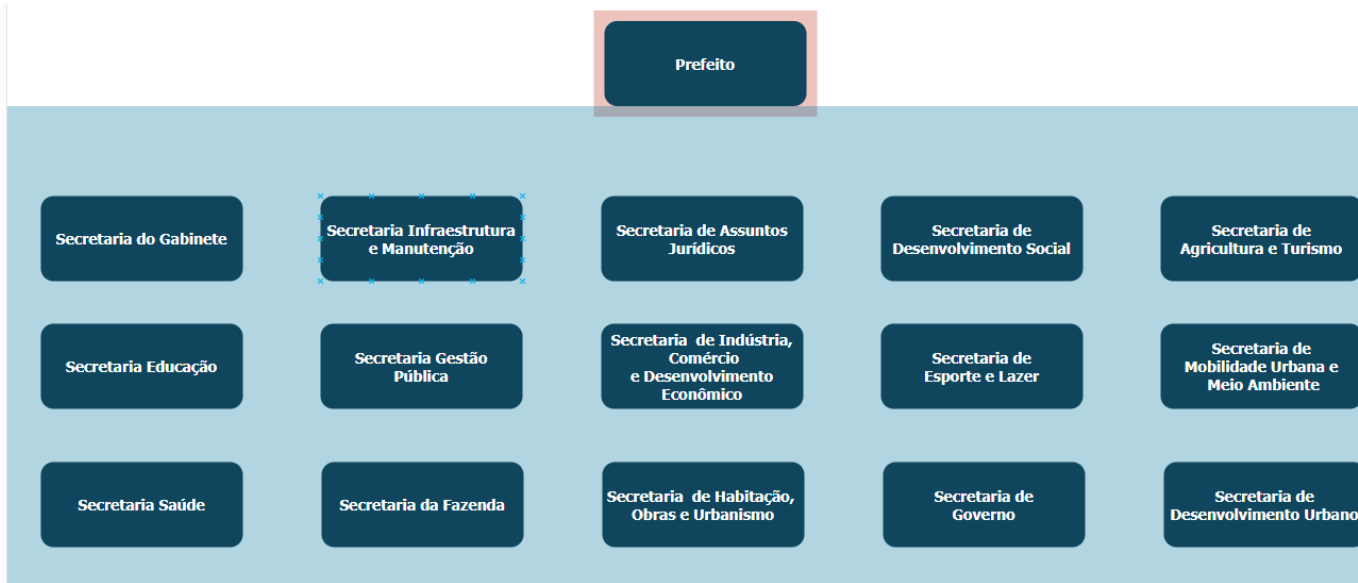 Prefeito
Secretaria do Gabinete
Secretaria Infraestrutura
e Manutenção
Secretaria de Assuntos
Jurídicos
Secretaria de
Desenvolvimento Social
Secretaria de
Agricultura e Turismo
Secretaria Educação
Secretaria Gestão
Pública
Secretaria  de Indústria,
Comércio
e Desenvolvimento
Econômico
Secretaria de
Esporte e Lazer
Secretaria de
Mobilidade Urbana e
Meio Ambiente
Secretaria Saúde
Secretaria da Fazenda
Secretaria  de Habitação,
Obras e Urbanismo
Secretaria de
Governo
Secretaria de
Desenvolvimento Urbano